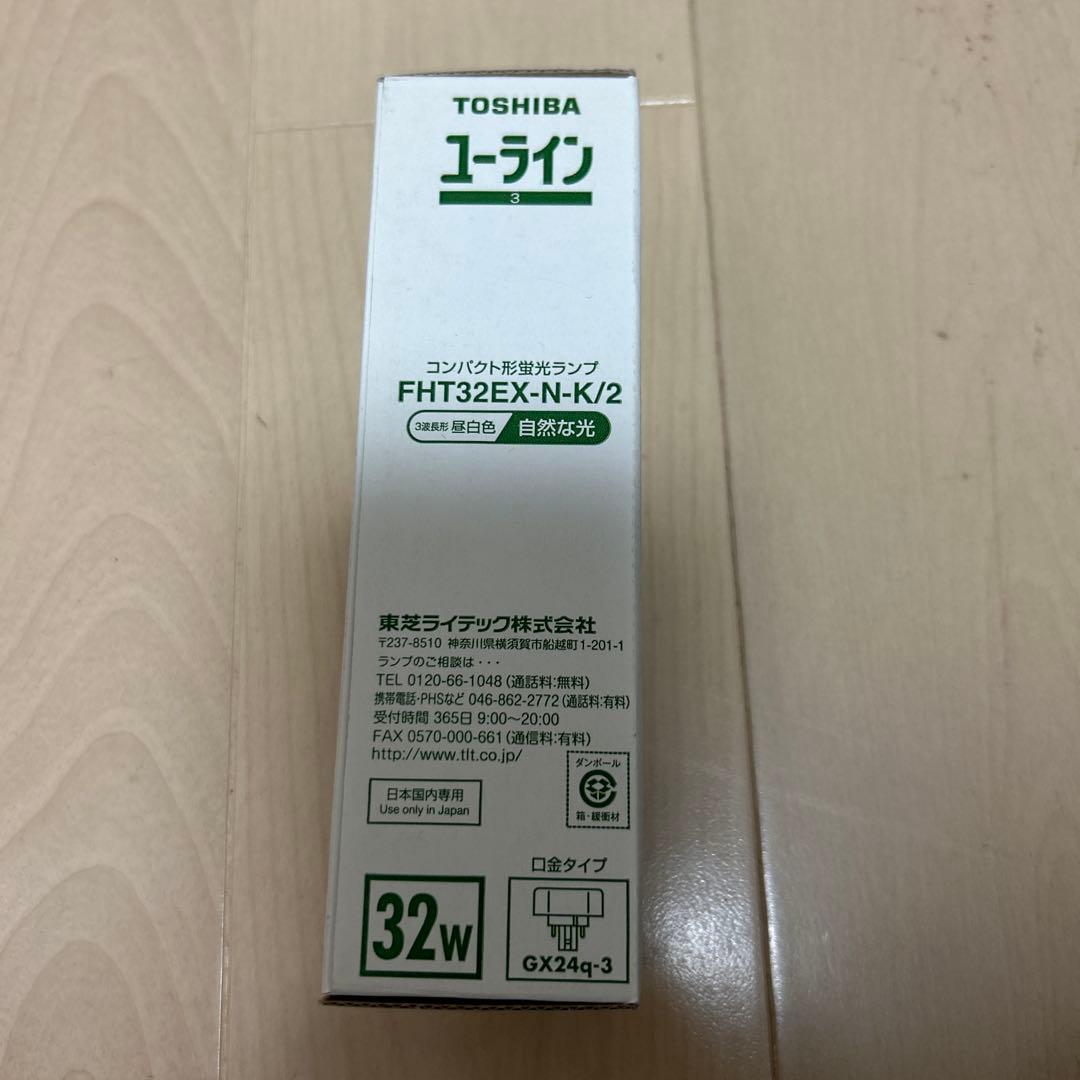 TOSHIBA
ユーライン
3
コンパクト形蛍光ランプ
FHT32EX-N-K/2
3波長形 昼白色 自然な光
東芝ライテック株式会社
〒237-8510 神奈川県横須賀市船越町1-201-1
ランプのご相談は・・・
TEL 0120-66-1048（通話料:無料）
携帯電話・PHSなど 046-862-2772（通話料:有料）
受付時間 365日 9:00〜20:00
FAX 0570-000-661（通信料:有料）
http://www.tlt.co.jp/
ダンボール
箱・緩衝材
日本国内専用
Use only in Japan
32W
口金タイプ
GX24q-3